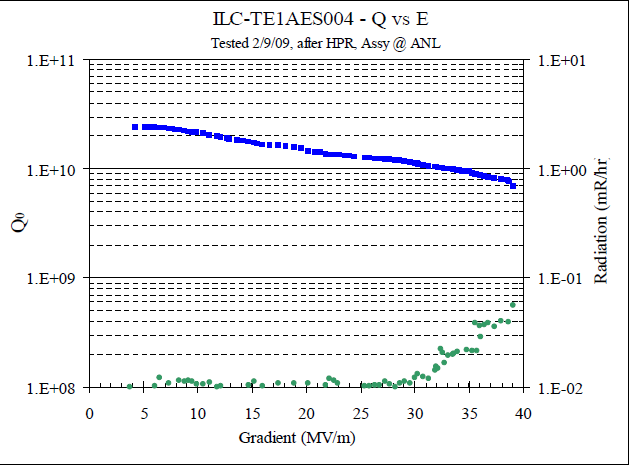 ILC-TE1AES004 - Q vs E
Tested 2/9/09, after HPR, Assy @ ANL
1.E+11
1.E+10
1.E+09
1.E+08
Q0
1.E+01
1.E+00
1.E-01
1.E-02
Radiation (mR/hr)
0 5 10 15 20 25 30 35 40
Gradient (MV/m)